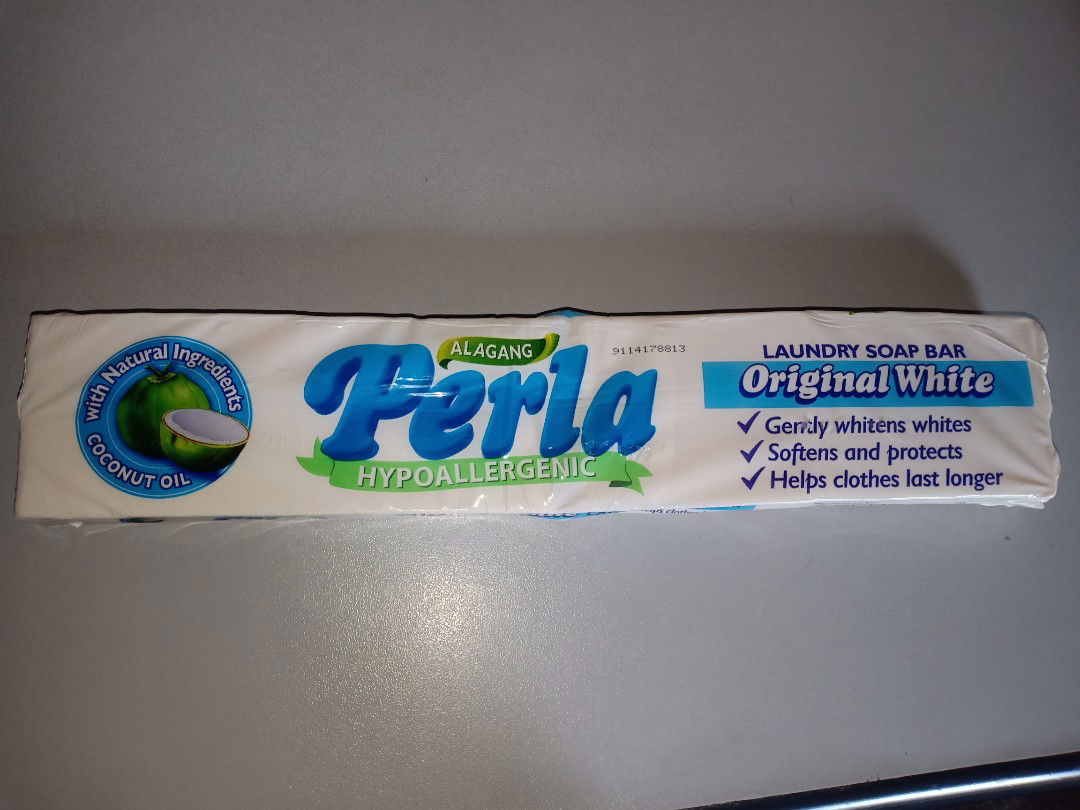 with Natural Ingredients
COCONUT OIL
ALAGANG
Perla
HYPOALLERGENIC
9114178813
LAUNDRY SOAP BAR
Original White
Gently whitens whites
Softens and protects
Helps clothes last longer